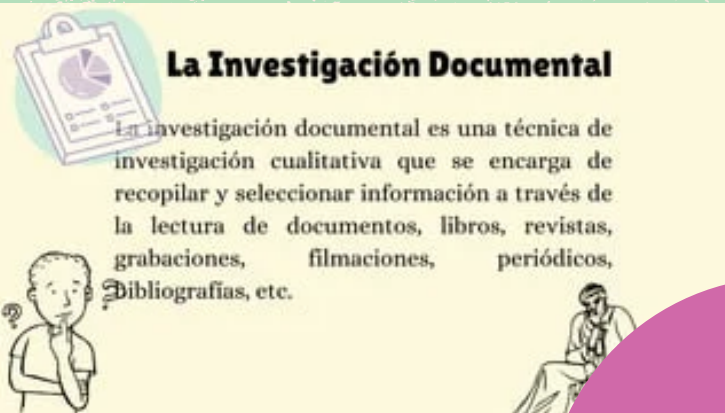 La Investigación Documental
La investigación documental es una técnica de
investigación cualitativa que se encarga de
recopilar y seleccionar información a través de
la lectura de documentos, libros, revistas,
grabaciones, filmaciones, periódicos,
bibliografías, etc.